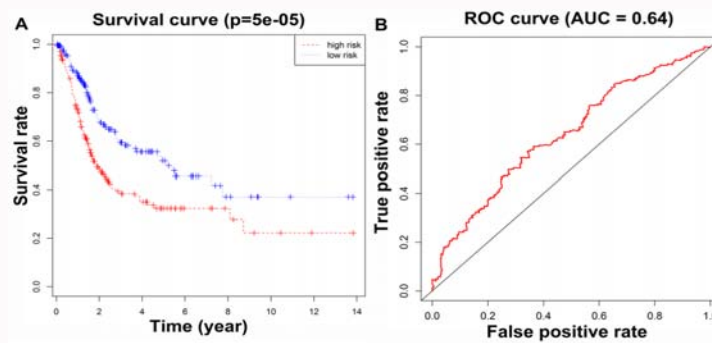 A
Survival curve (p=5e-05)
high risk
low risk
Survival rate
1.0
0.8
0.6
0.4
0.2
0.0
0
2
4
6
8
10
12
14
Time (year)
B
ROC curve (AUC = 0.64)
True positive rate
1.0
0.8
0.6
0.4
0.2
0.0
0.0
0.2
0.4
0.6
0.8
False positive rate